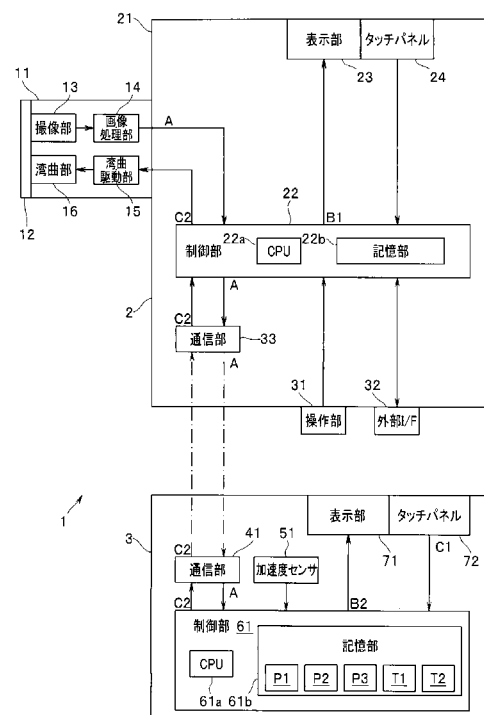 21
表示部
タッチパネル
23
24
11
13
14
撮像部
画像
処理部
A
湾曲部
湾曲
駆動部
16
15
12
C2
22
B1
制御部
22a
CPU
22b
記憶部
C2
A
2
通信部
33
A
31
32
操作部
外部I/F
1
3
表示部
タッチパネル
C2
41
51
71
C1
72
通信部
加速度センサ
C2
A
B2
制御部
61
記憶部
CPU
P1
P2
P3
T1
T2
61a
61b